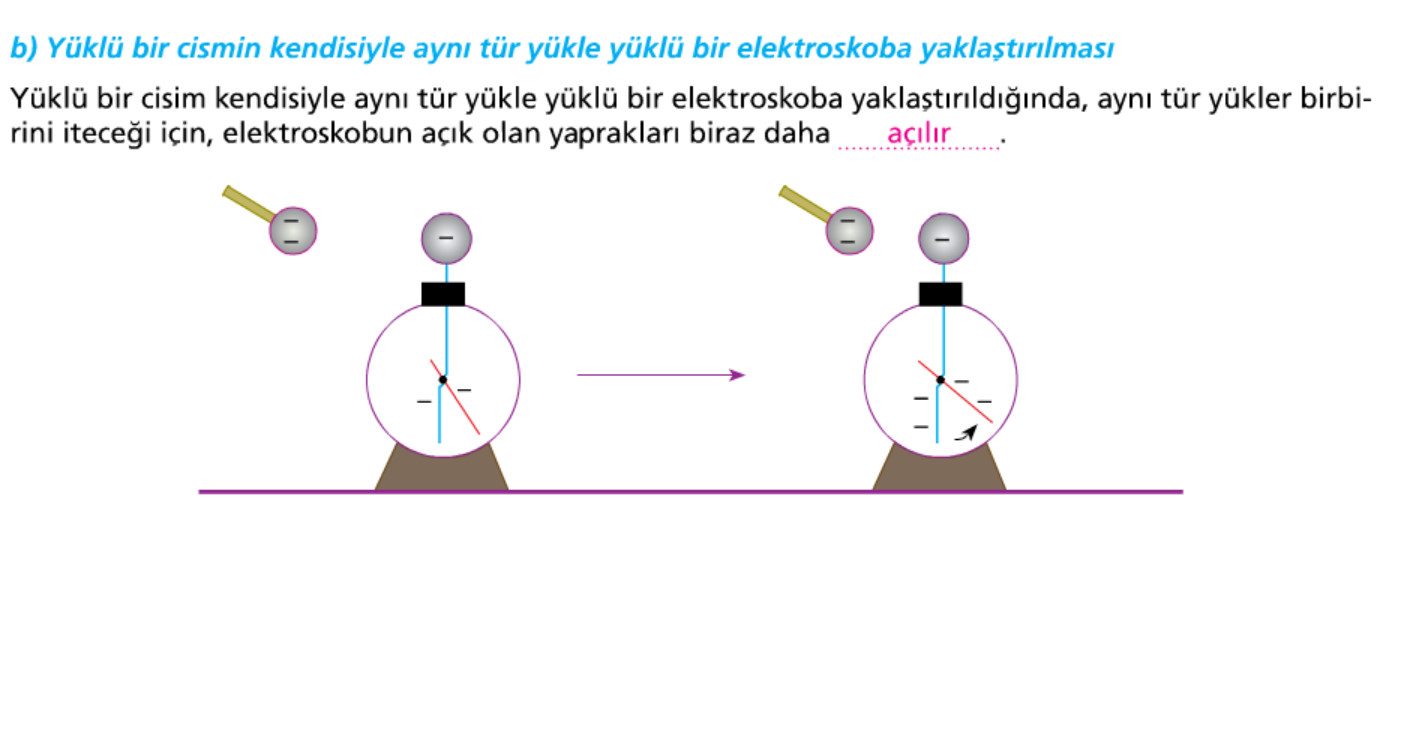 b) Yüklü bir cismin kendisiyle aynı tür yükle yüklü bir elektroskoba yaklaştırılması
Yüklü bir cisim kendisiyle aynı tür yükle yüklü bir elektroskoba yaklaştırıldığında, aynı tür yükler birbi-
rini iteceği için, elektroskobun açık olan yaprakları biraz daha açılır.